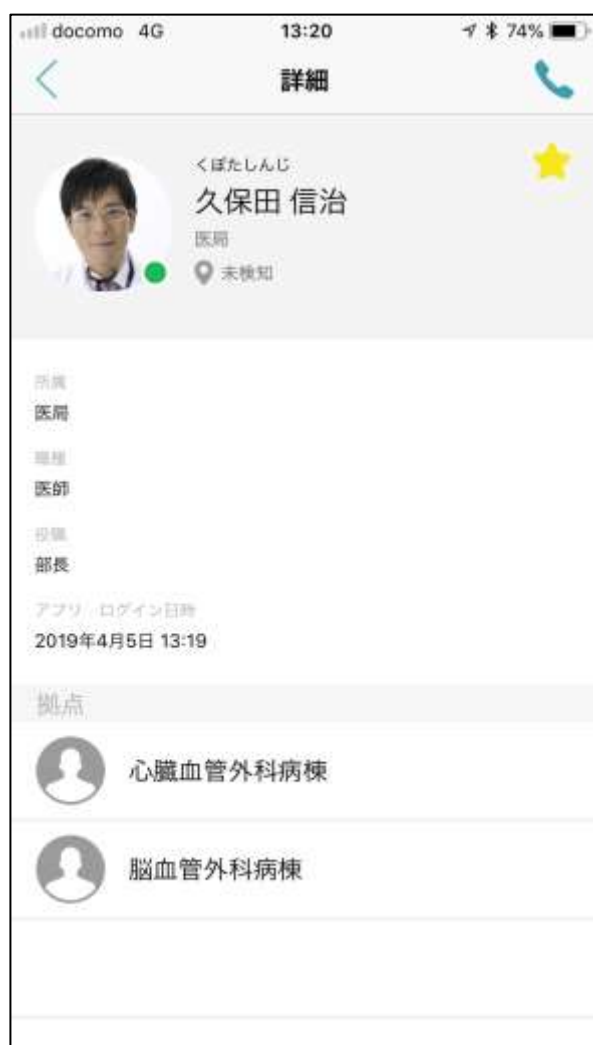 docomo 4G 13:20 74%
詳細
くぼたしんじ
久保田 信治
医局
未検知
所属
医局
職種
医師
役職
部長
アプリ ログイン日時
2019年4月5日 13:19
拠点
心臓血管外科病棟
脳血管外科病棟